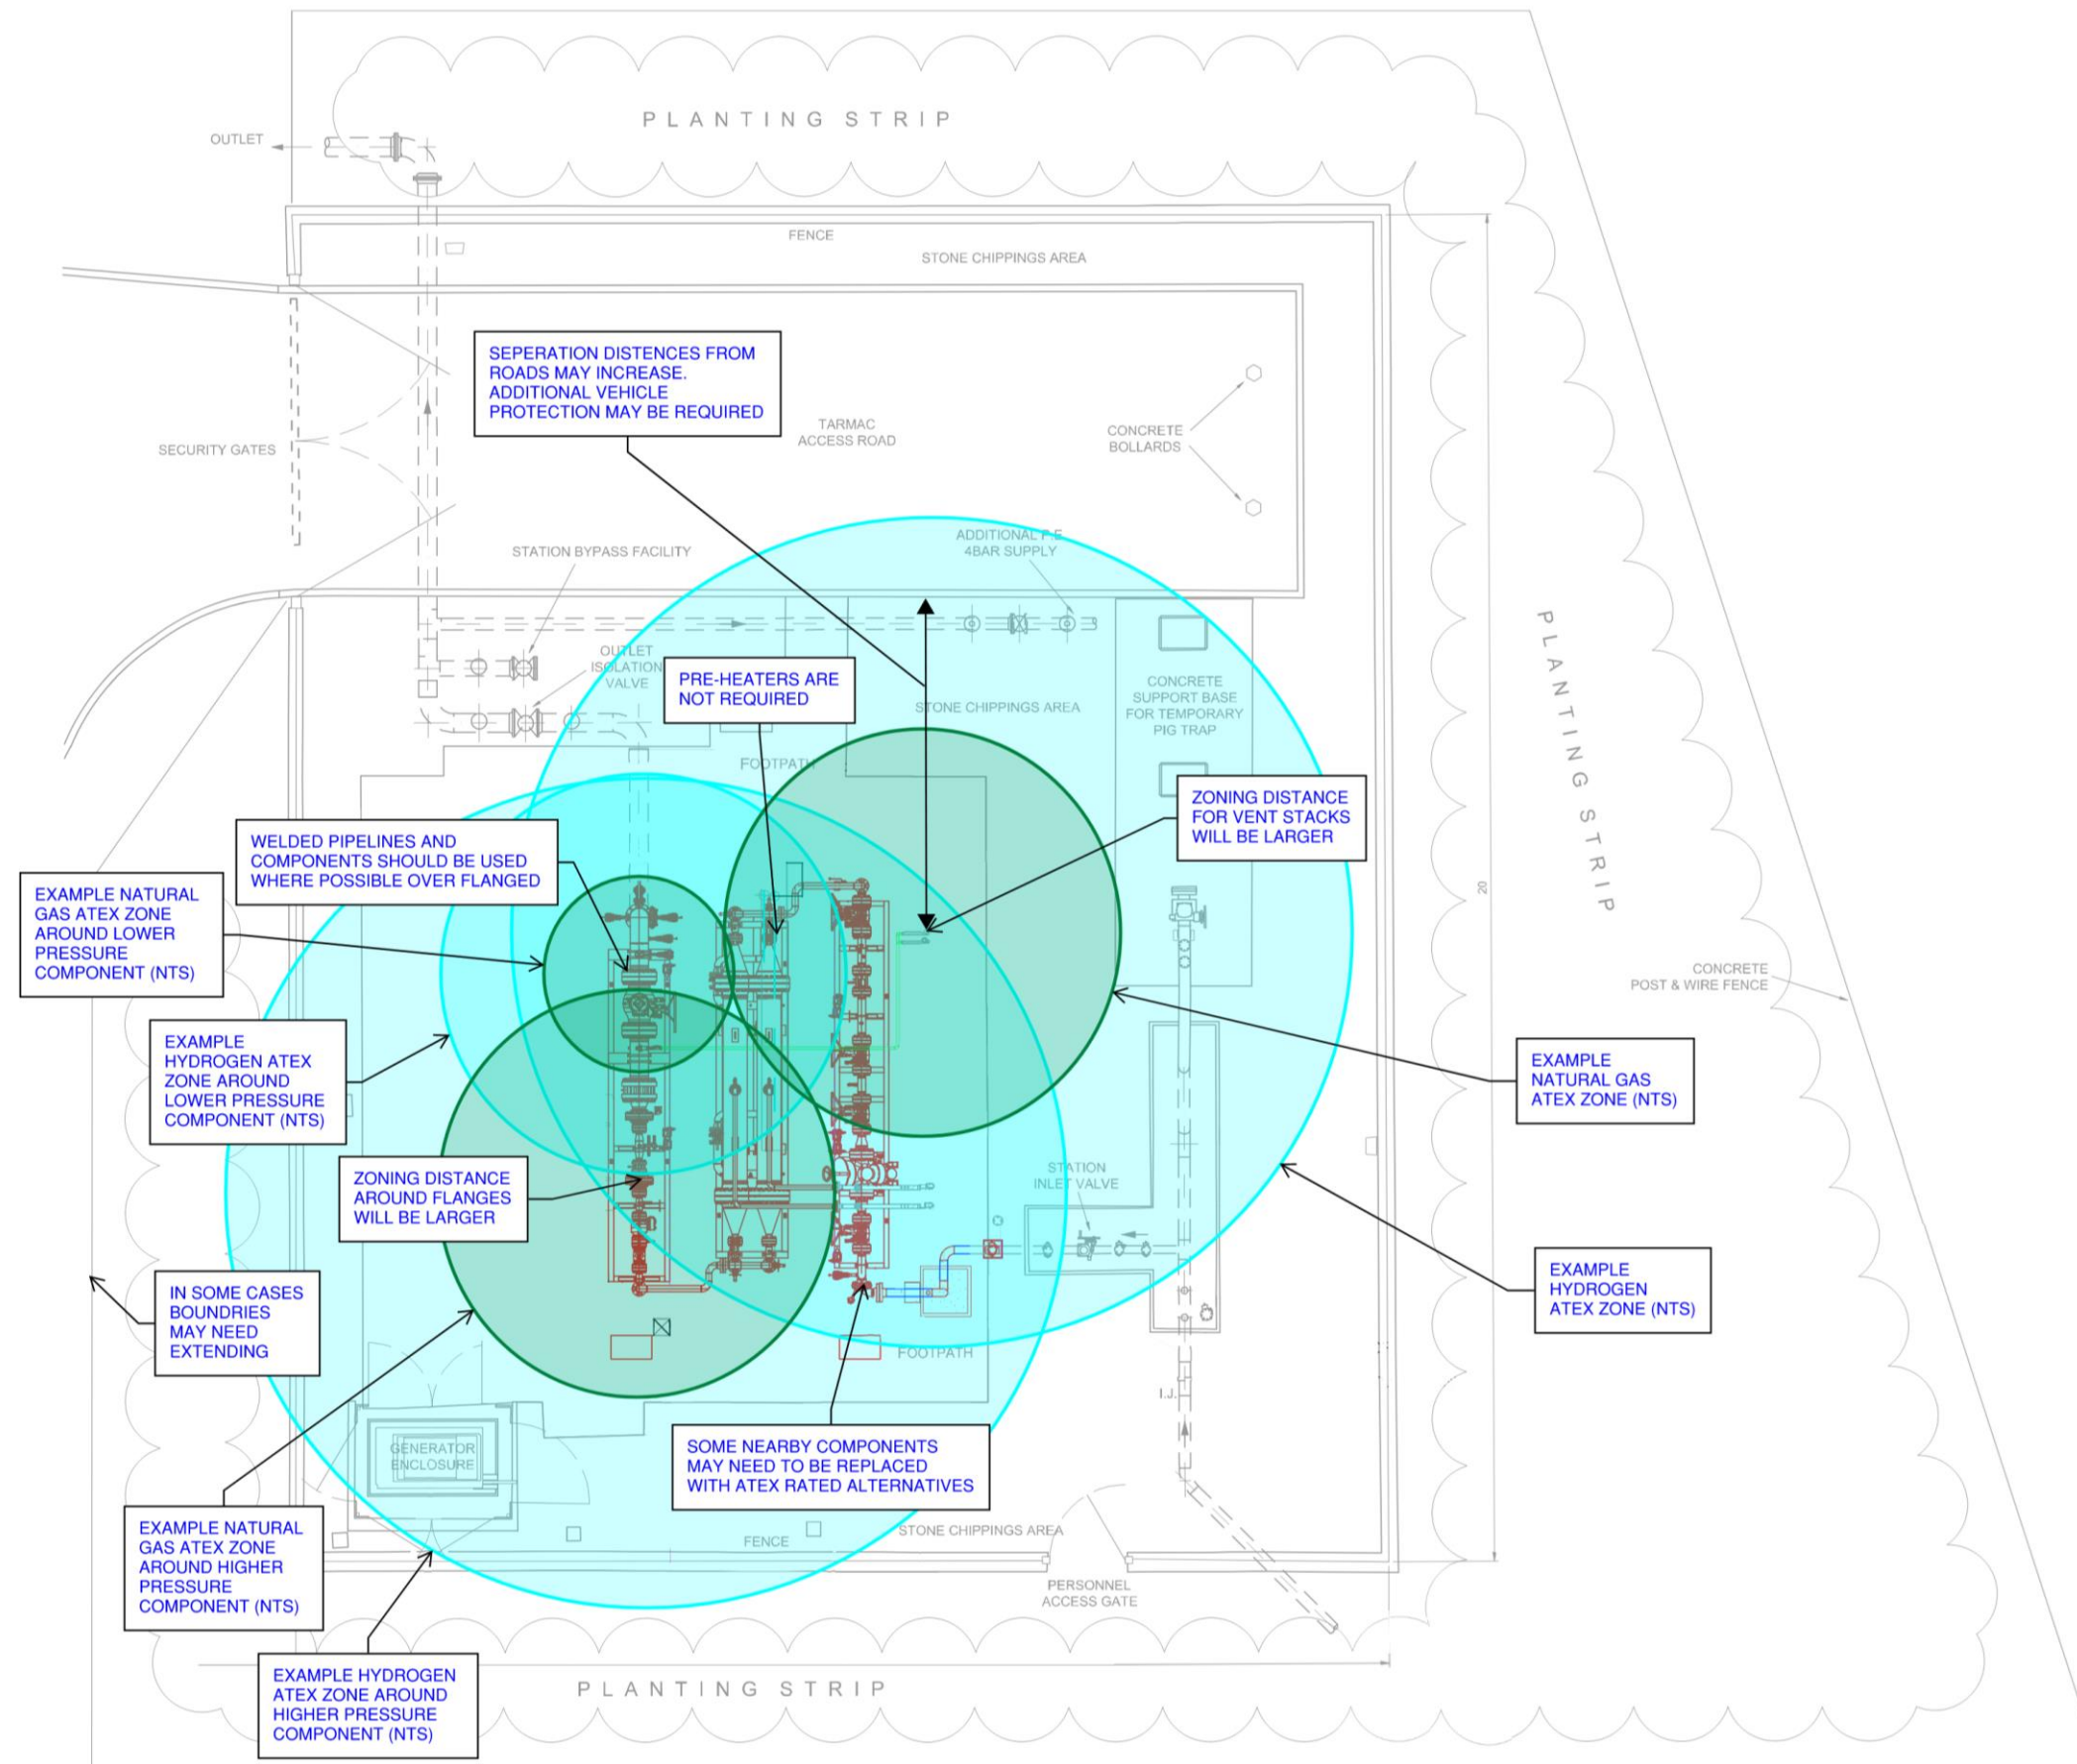 PLANTING STRIP
OUTLET
FENCE
STONE CHIPPINGS AREA
SEPERATION DISTENCES FROM
ROADS MAY INCREASE.
ADDITIONAL VEHICLE
PROTECTION MAY BE REQUIRED
TARMAC
ACCESS ROAD
CONCRETE
BOLLARDS
SECURITY GATES
STATION BYPASS FACILITY
ADDITIONAL P.E
4BAR SUPPLY
OUTLET
ISOLATION
VALVE
PRE-HEATERS ARE
NOT REQUIRED
STONE CHIPPINGS AREA
CONCRETE
SUPPORT BASE
FOR TEMPORARY
PIG TRAP
PLANTING STRIP
FOOTPATH
ZONING DISTANCE
FOR VENT STACKS
WILL BE LARGER
WELDED PIPELINES AND
COMPONENTS SHOULD BE USED
WHERE POSSIBLE OVER FLANGED
EXAMPLE NATURAL
GAS ATEX ZONE
AROUND LOWER
PRESSURE
COMPONENT (NTS)
20
CONCRETE
POST & WIRE FENCE
EXAMPLE
HYDROGEN ATEX
ZONE AROUND
LOWER PRESSURE
COMPONENT (NTS)
EXAMPLE
NATURAL GAS
ATEX ZONE (NTS)
ZONING DISTANCE
AROUND FLANGES
WILL BE LARGER
STATION
INLET VALVE
IN SOME CASES
BOUNDRIES
MAY NEED
EXTENDING
EXAMPLE
HYDROGEN
ATEX ZONE (NTS)
FOOTPATH
I.J.
GENERATOR
ENCLOSURE
SOME NEARBY COMPONENTS
MAY NEED TO BE REPLACED
WITH ATEX RATED ALTERNATIVES
EXAMPLE NATURAL
GAS ATEX ZONE
AROUND HIGHER
PRESSURE
COMPONENT (NTS)
FENCE
STONE CHIPPINGS AREA
PERSONNEL
ACCESS GATE
EXAMPLE HYDROGEN
ATEX ZONE AROUND
HIGHER PRESSURE
COMPONENT (NTS)
PLANTING STRIP